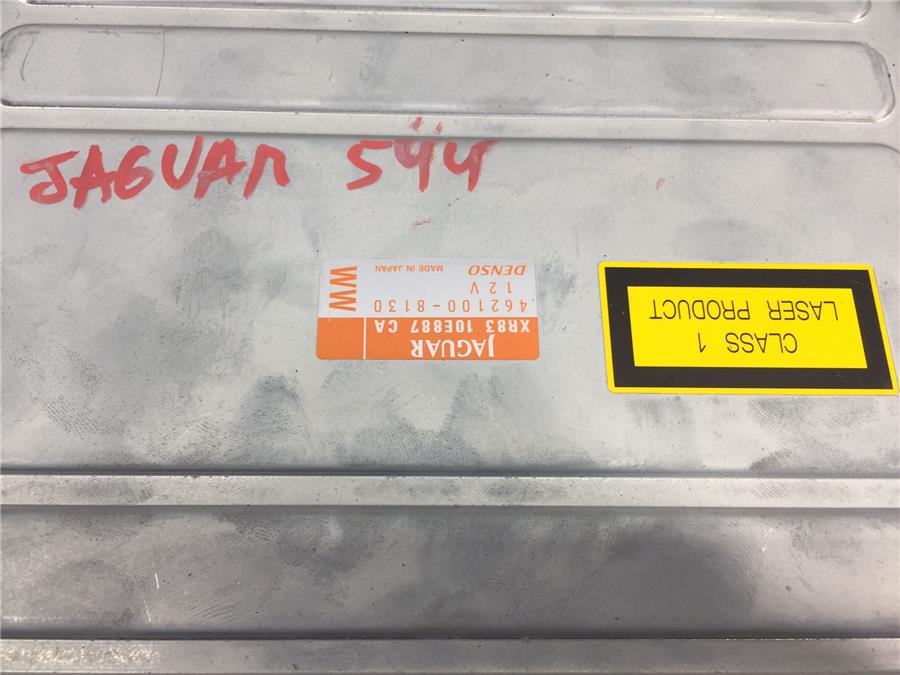 JAGUAR 544
JAGUAR
XR83 10E887 CA
462100-8130
12V
DENSO MADE IN JAPAN
WW
CLASS 1
LASER PRODUCT